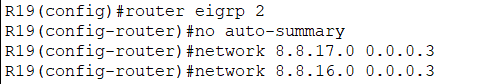 R19(config)#router eigrp 2
R19(config-router)#no auto-summary
R19(config-router)#network 8.8.17.0 0.0.0.3
R19(config-router)#network 8.8.16.0 0.0.0.3